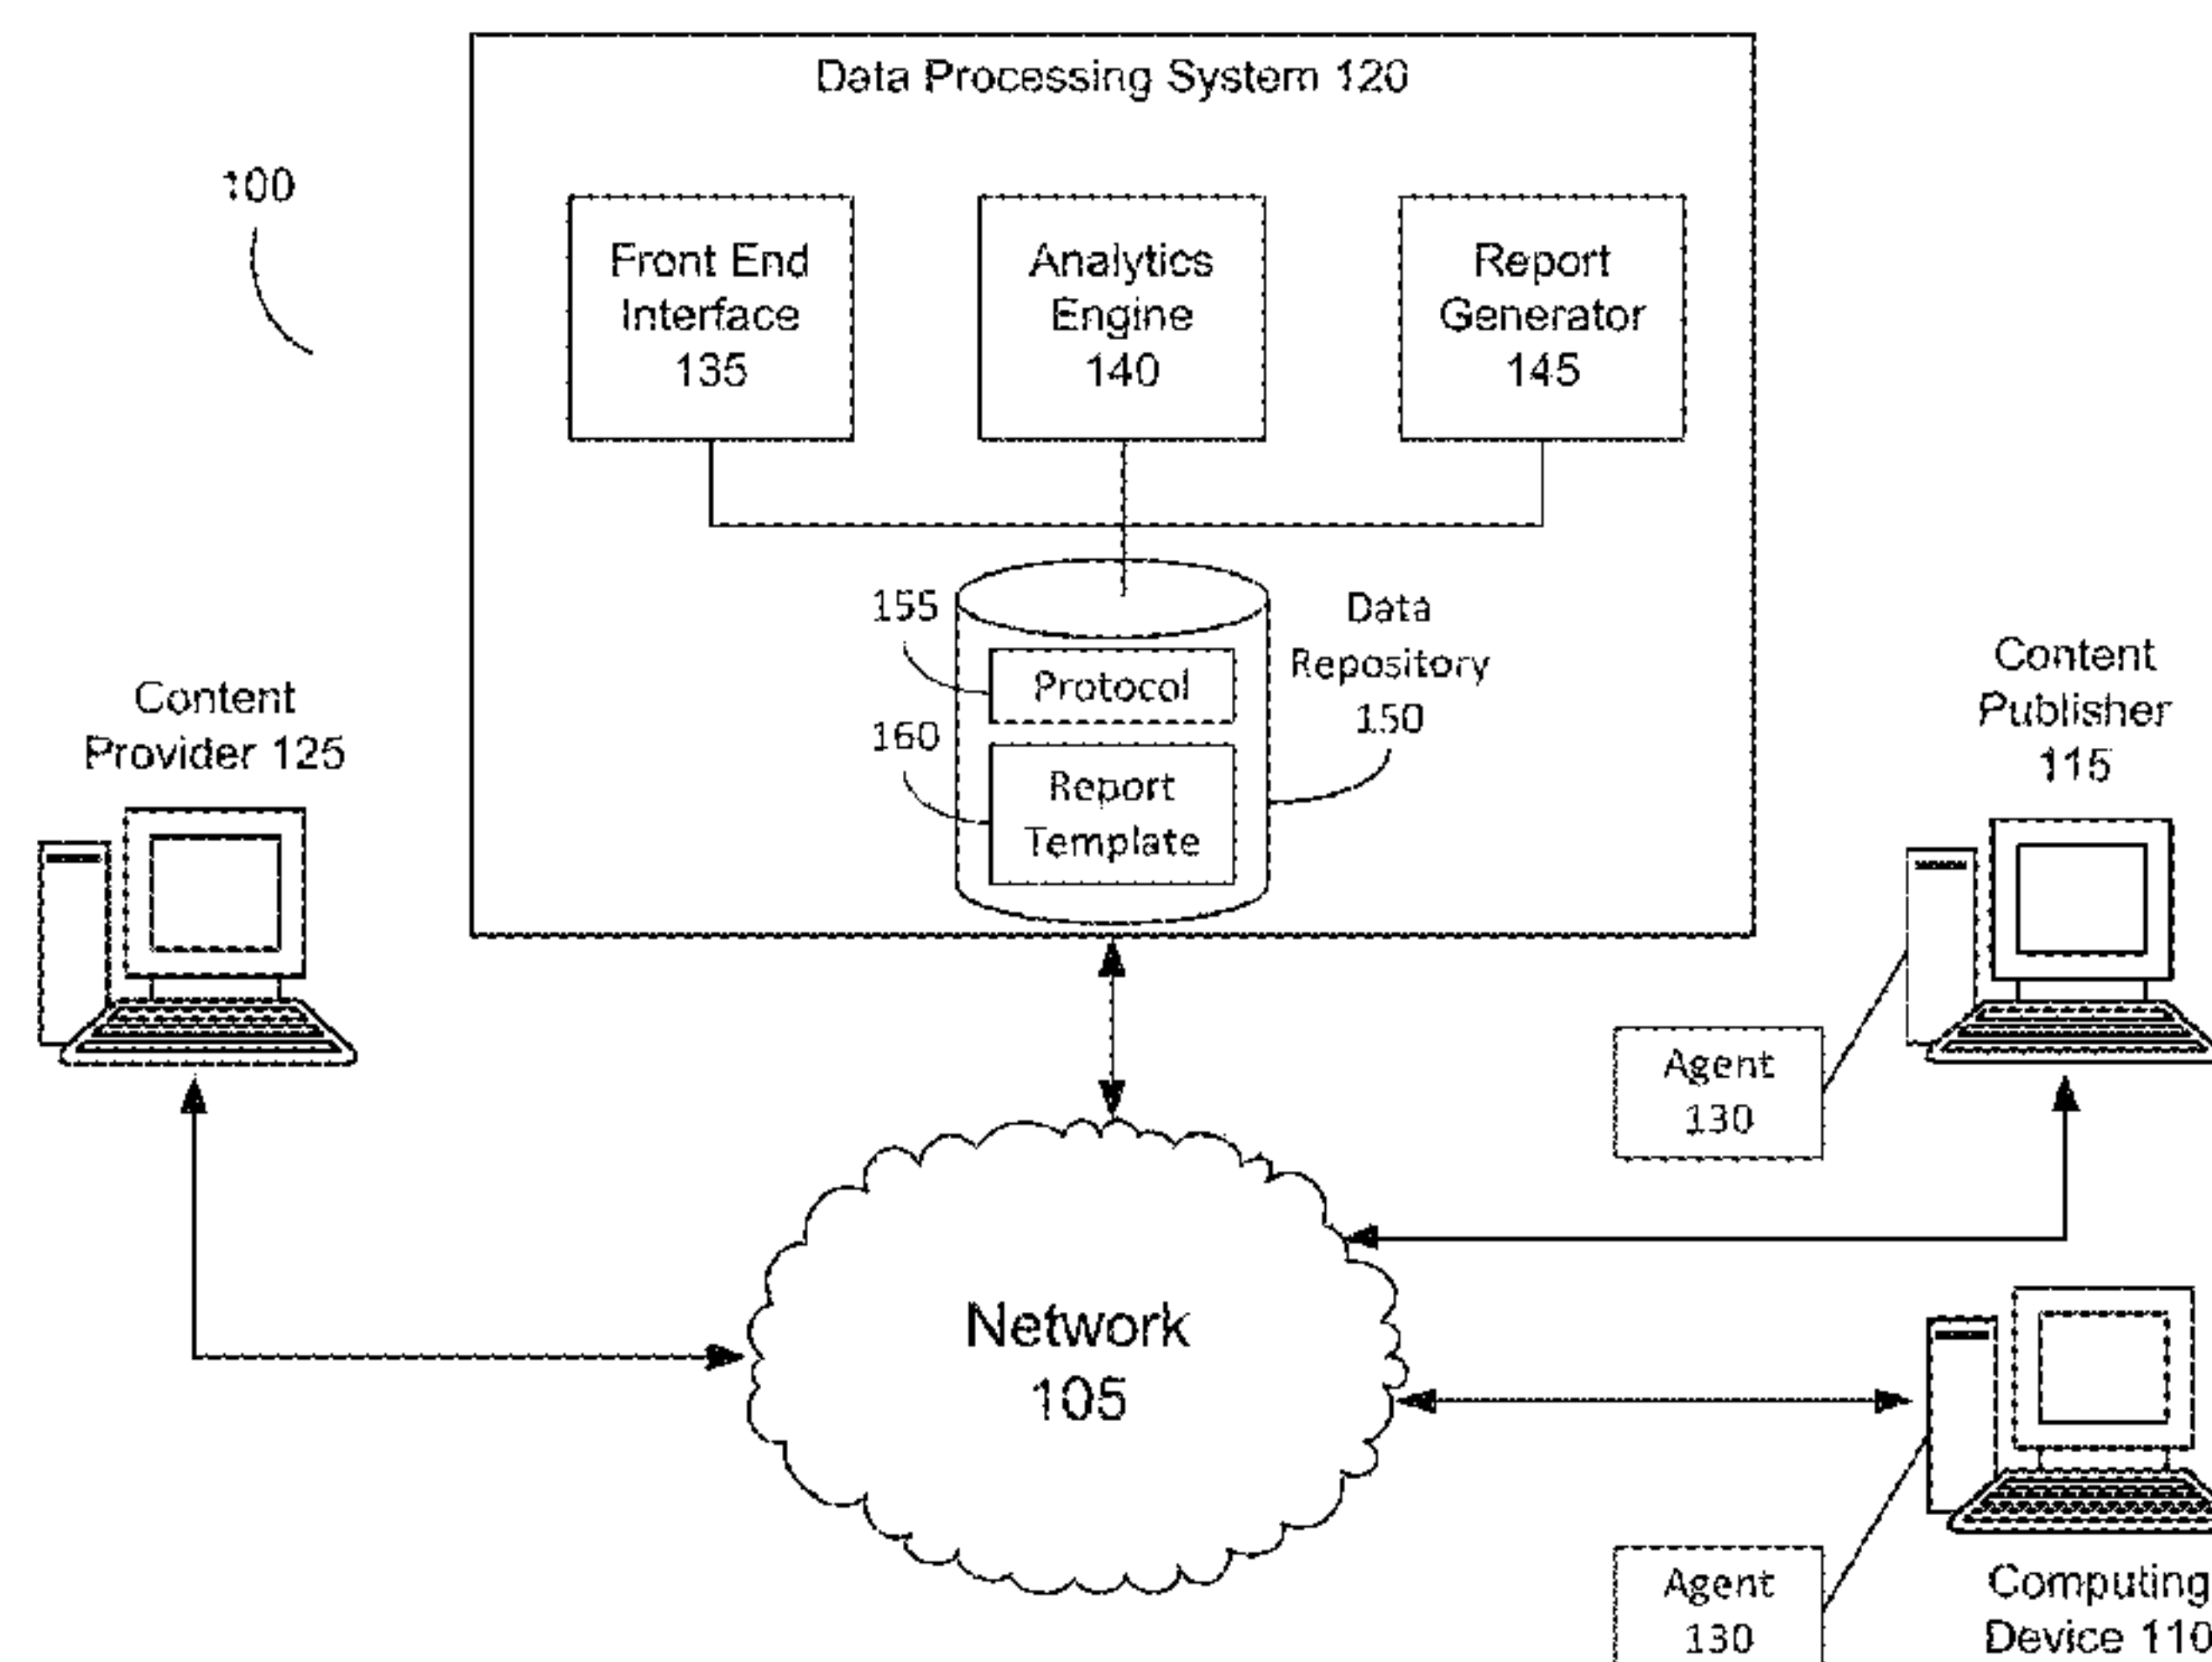 Data Processing System 120
100
Front End
Interface
135
Analytics
Engine
140
Report
Generator
145
155
Protocol
160
Report
Template
Data
Repository
150
Content
Provider 125
Content
Publisher
115
Agent
130
Network
105
Agent
130
Computing
Device 110